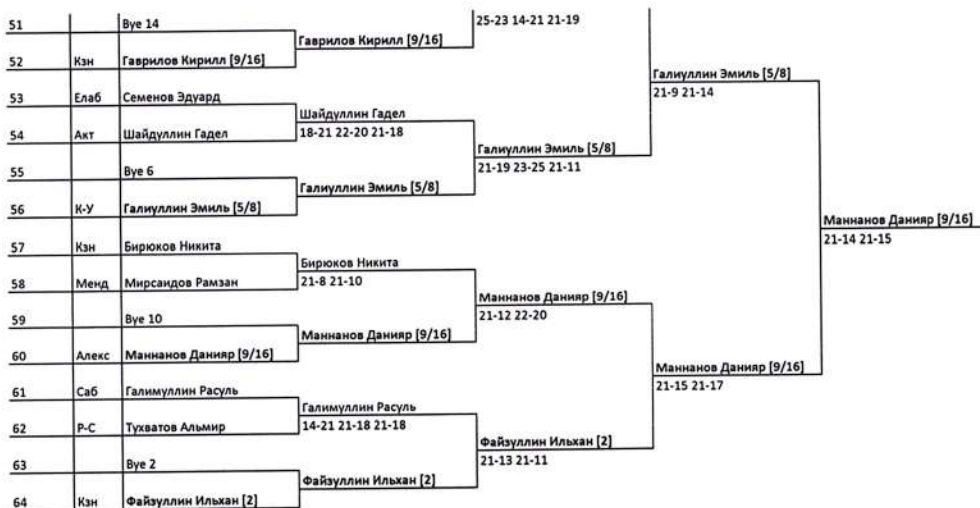 51 Bye 14
25-23 14-21 21-19
Гаврилов Кирилл [9/16]
52 Кзн Гаврилов Кирилл [9/16]
Галиуллин Эмиль [5/8]
21-9 21-14
53 Елаб Семенов Эдуард
Шайдуллин Гадел
18-21 22-20 21-18
54 Акт Шайдуллин Гадел
Галиуллин Эмиль [5/8]
21-19 23-25 21-11
55 Bye 6
Галиуллин Эмиль [5/8]
56 К-У Галиуллин Эмиль [5/8]
Маннанов Данияр [9/16]
21-14 21-15
57 Кзн Бирюков Никита
Бирюков Никита
21-8 21-10
58 Менд Мирсаидов Рамзан
Маннанов Данияр [9/16]
21-12 22-20
59 Bye 10
Маннанов Данияр [9/16]
60 Алекс Маннанов Данияр [9/16]
Маннанов Данияр [9/16]
21-15 21-17
61 Саб Галимуллин Расуль
Галимуллин Расуль
14-21 21-18 21-18
62 Р-С Тухватов Альмир
Файзуллин Ильхан [2]
21-13 21-11
63 Bye 2
Файзуллин Ильхан [2]
64 Кзн Файзуллин Ильхан [2]